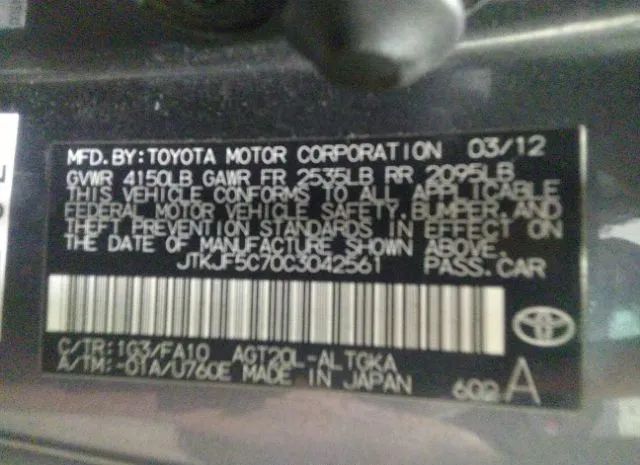 MFD.BY:TOYOTA MOTOR CORPORATION 03/12
GVWR 4150LB GAWR FR 2535LB RR 2095LB
THIS VEHICLE CONFORMS TO ALL APPLICABLE
FEDERAL MOTOR VEHICLE SAFETY,BUMPER,AND
THEFT PREVENTION STANDARDS IN EFFECT ON
THE DATE OF MANUFACTURE SHOWN ABOVE.
JTKJF5C70C3042561 PASS.CAR
C/TR:1G3/FA10 AGT20L-ALTGKA
A/TM:-01A/U760E MADE IN JAPAN 602 A